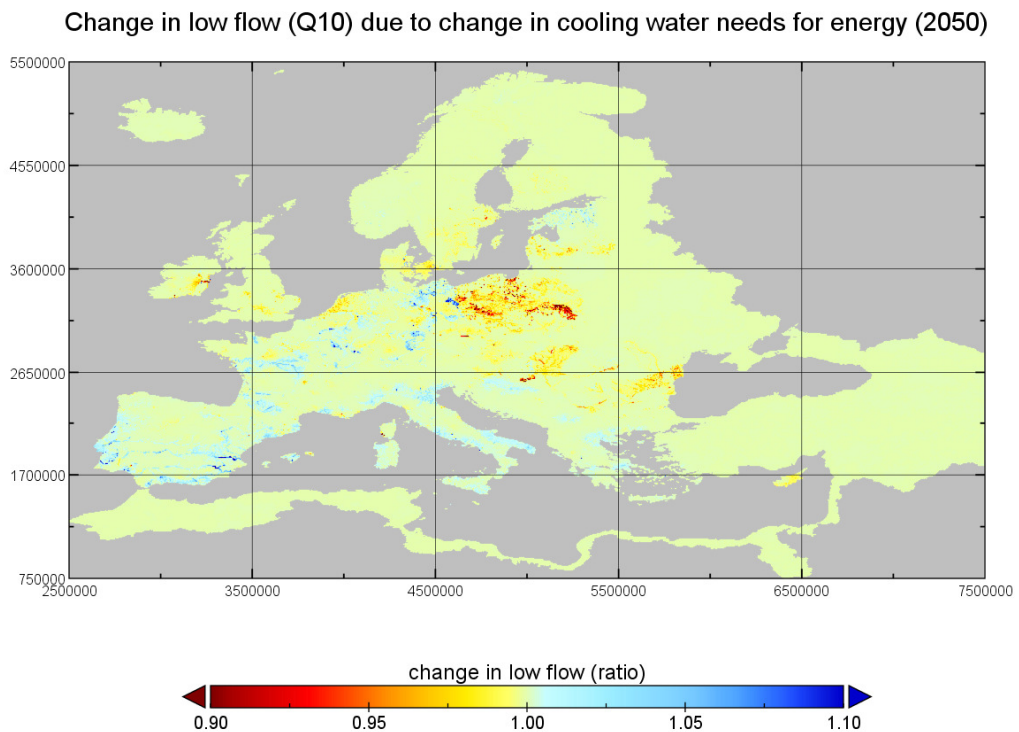 Change in low flow (Q10) due to change in cooling water needs for energy (2050)
5500000
4550000
3600000
2650000
1700000
750000
2500000 3500000 4500000 5500000 6500000 7500000
change in low flow (ratio)
0.90 0.95 1.00 1.05 1.10